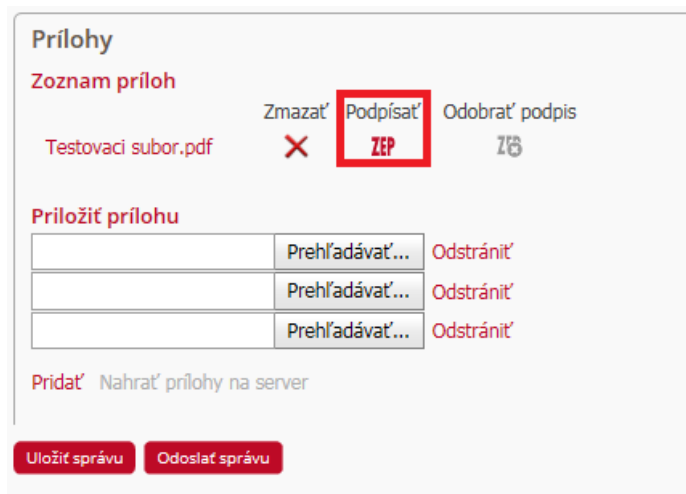 Prílohy
Zoznam príloh
Zmazať Podpísať Odobrať podpis
Testovaci subor.pdf ZEP
Priložiť prílohu
Prehľadávať... Odstrániť
Prehľadávať... Odstrániť
Prehľadávať... Odstrániť
Pridať Nahrať prílohy na server
Uložiť správu Odoslať správu